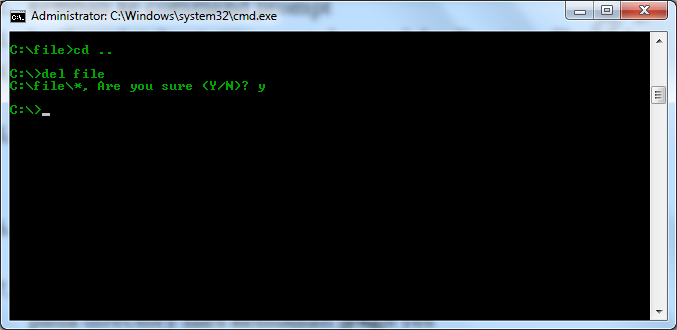 Administrator: C:\Windows\system32\cmd.exe
C:\file>cd ..
C:\>del file
C:\file\*, Are you sure (Y/N)? y
C:\>